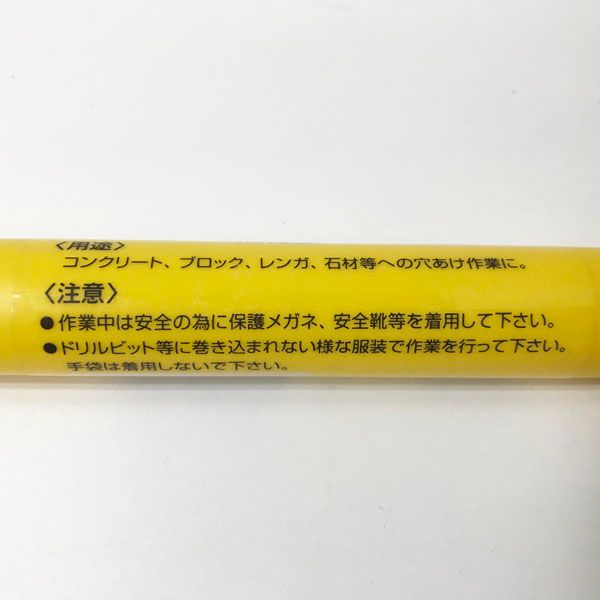 〈用途〉
コンクリート、ブロック、レンガ、石材等への穴あけ作業に。
〈注意〉
●作業中は安全の為に保護メガネ、安全靴等を着用して下さい。
●ドリルビット等に巻き込まれない様な服装で作業を行って下さい。
手袋は着用しないで下さい。